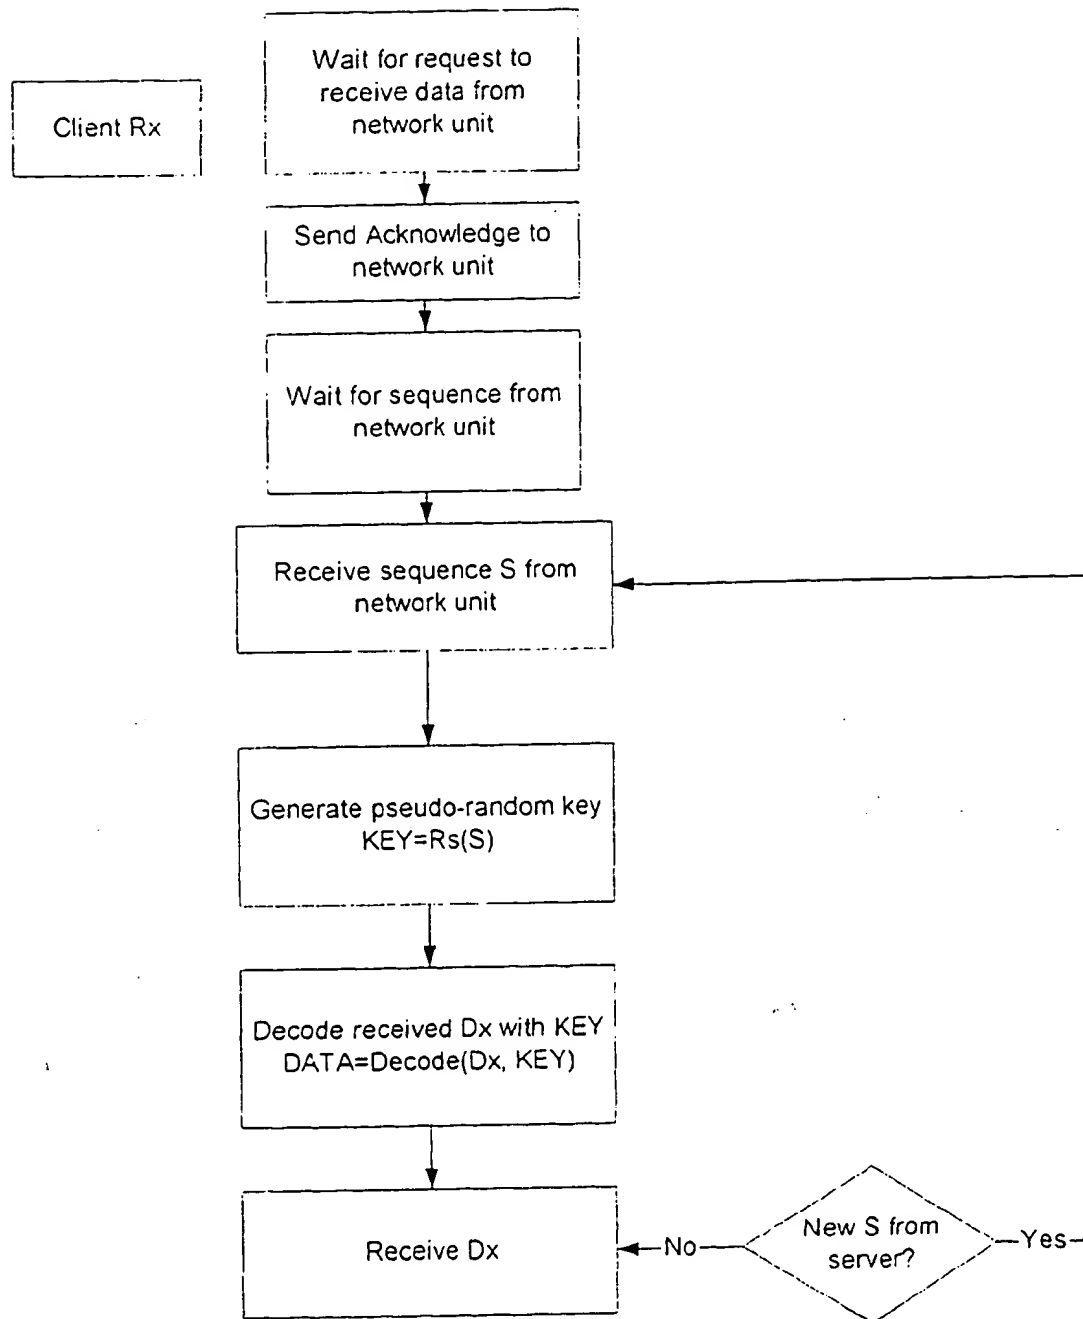 Client Rx
Wait for request to
receive data from
network unit
Send Acknowledge to
network unit
Wait for sequence from
network unit
Receive sequence S from
network unit
Generate pseudo-random key
KEY=Rs(S)
Decode received Dx with KEY
DATA=Decode(Dx, KEY)
Receive Dx
No
New S from
server?
Yes